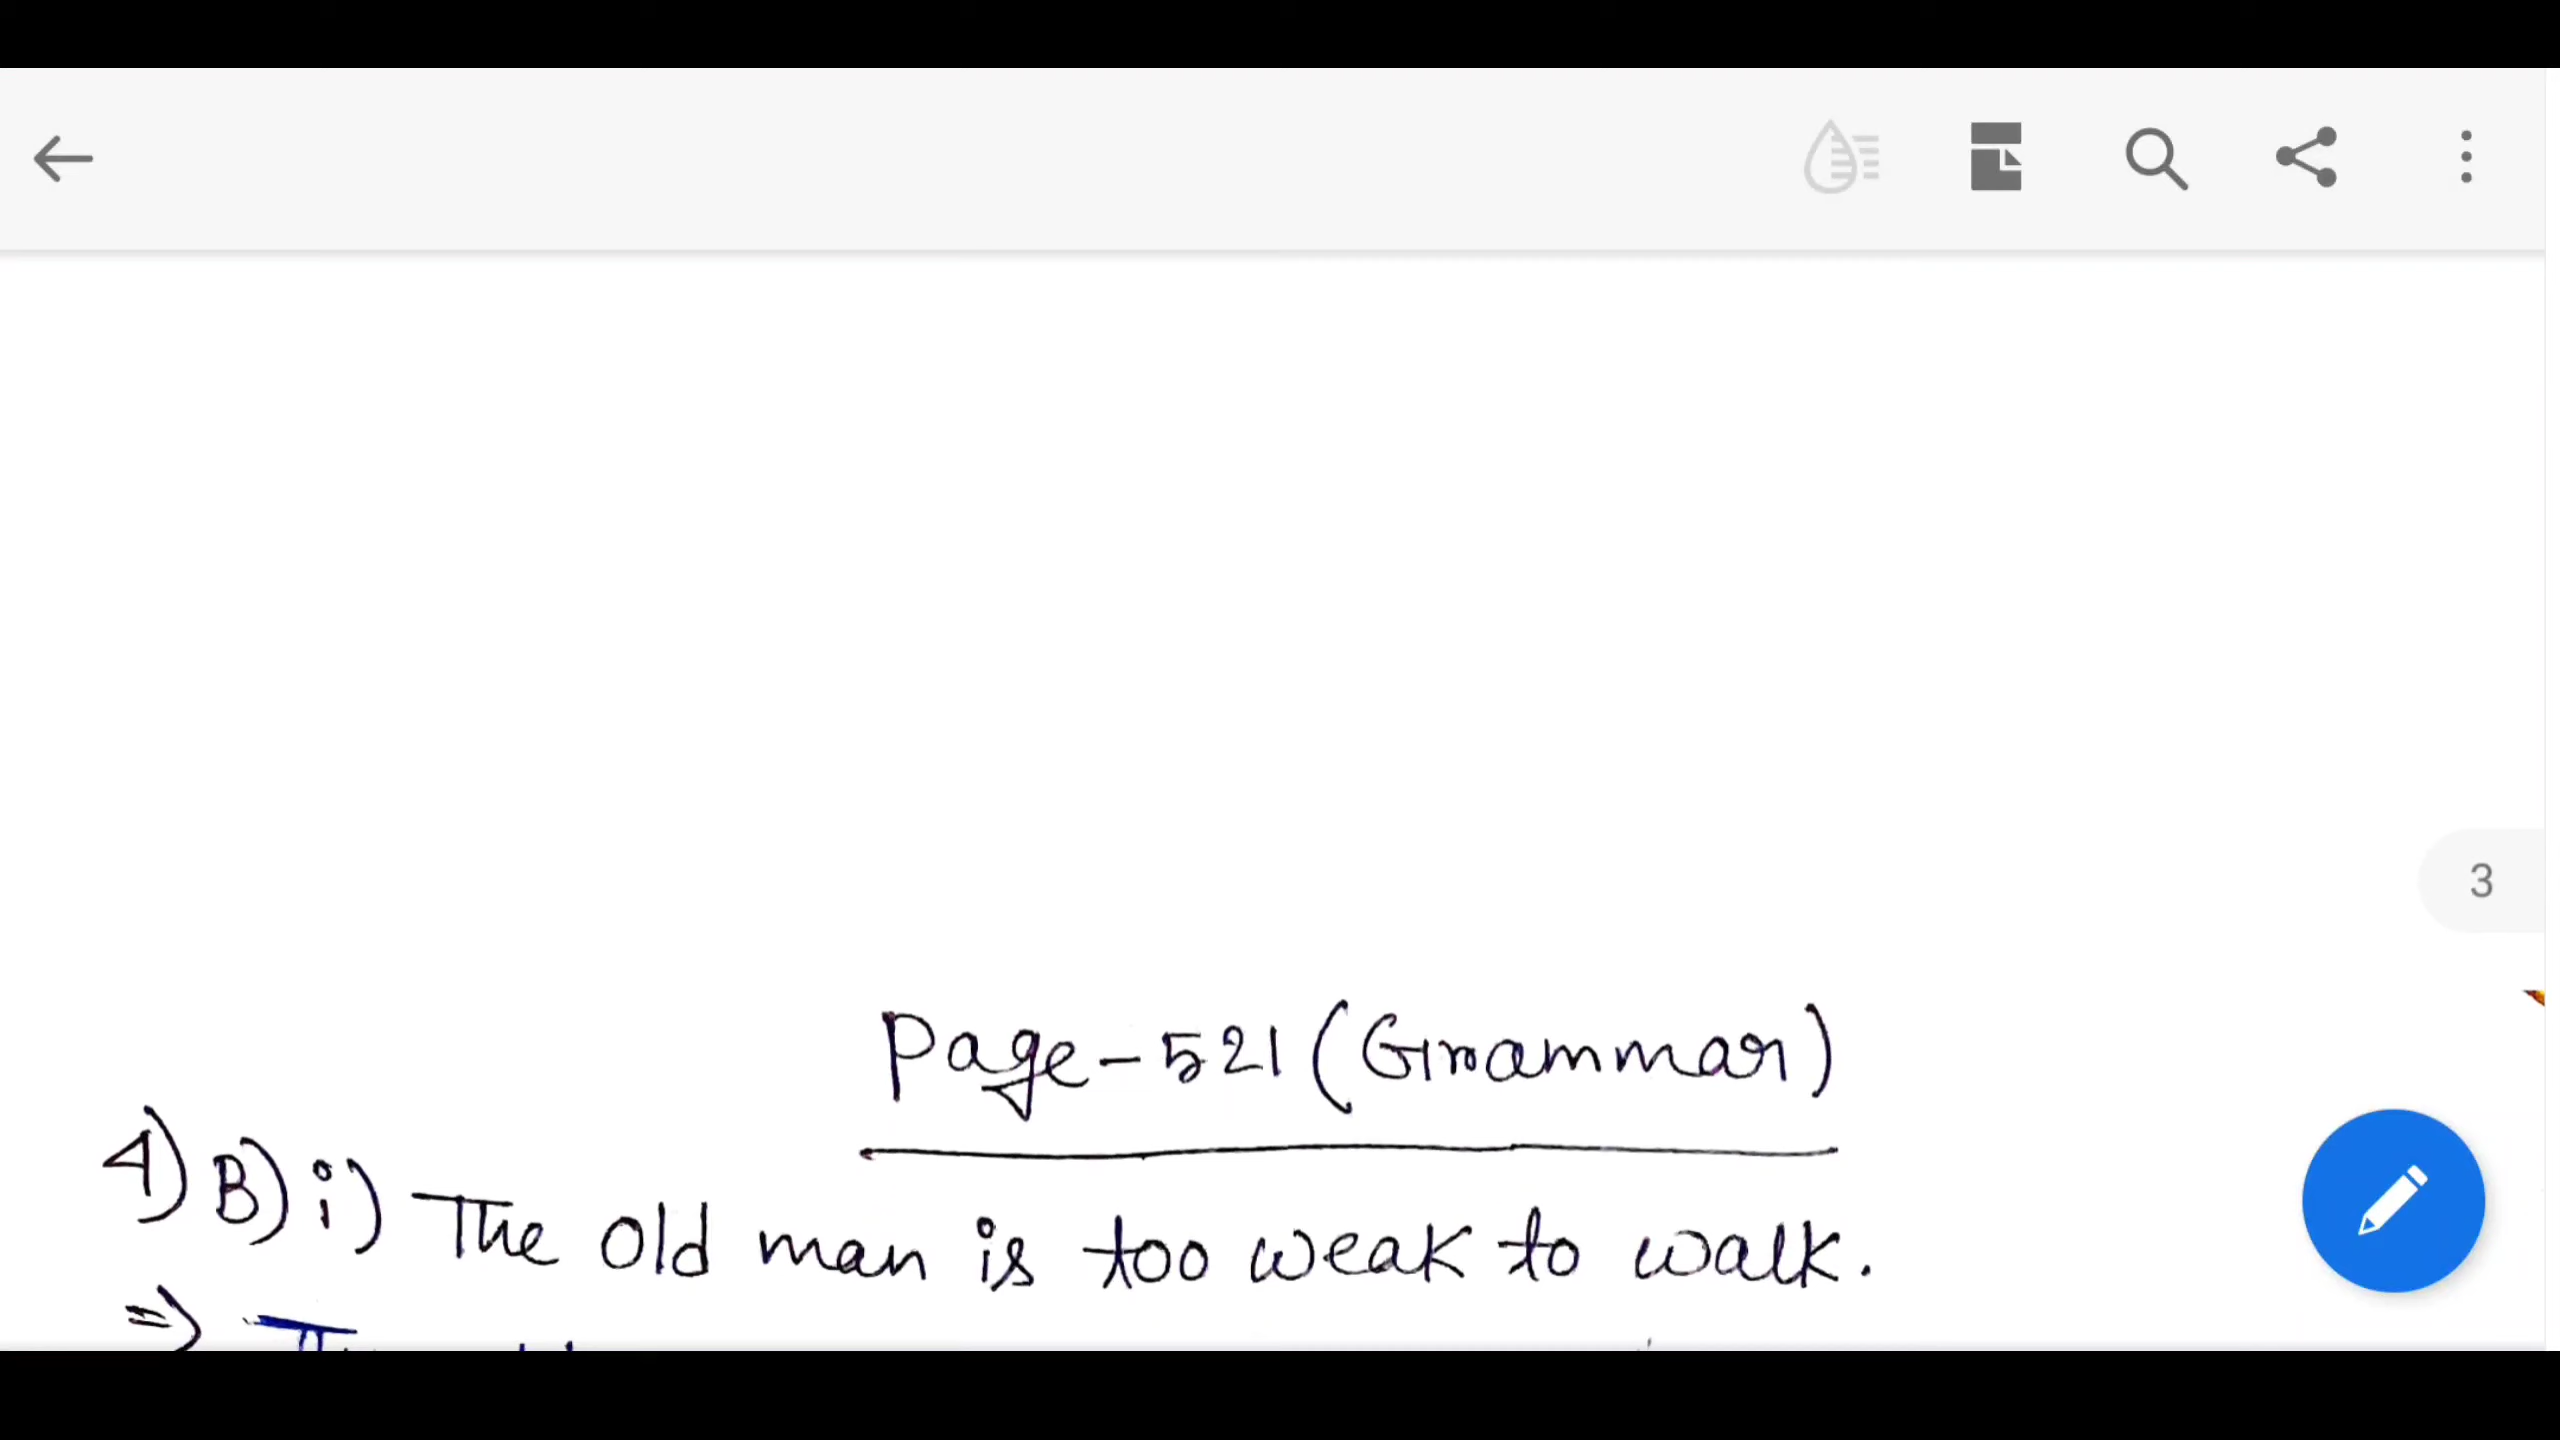 3
Page-521 (Grammar)
4) B) i) The old man is too weak to walk.
=)